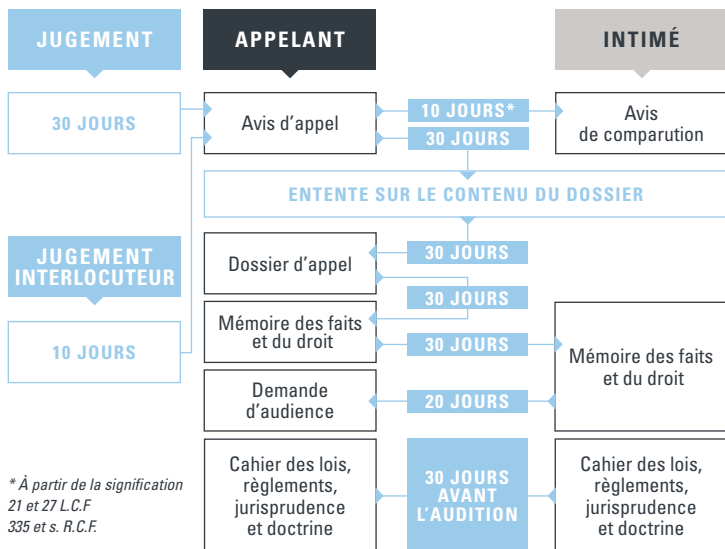 JUGEMENT
APPELANT
INTIMÉ
30 JOURS
Avis d'appel
10 JOURS*
30 JOURS
Avis
de comparution
ENTENTE SUR LE CONTENU DU DOSSIER
JUGEMENT
INTERLOCUTEUR
10 JOURS
Dossier d'appel
30 JOURS
30 JOURS
Mémoire des faits
et du droit
30 JOURS
Mémoire des faits
et du droit
Demande
d'audience
20 JOURS
Cahier des lois,
règlements,
jurisprudence
et doctrine
30 JOURS
AVANT
L'AUDITION
Cahier des lois,
règlements,
jurisprudence
et doctrine
* À partir de la signification
21 et 27 L.C.F
335 et s. R.C.F.